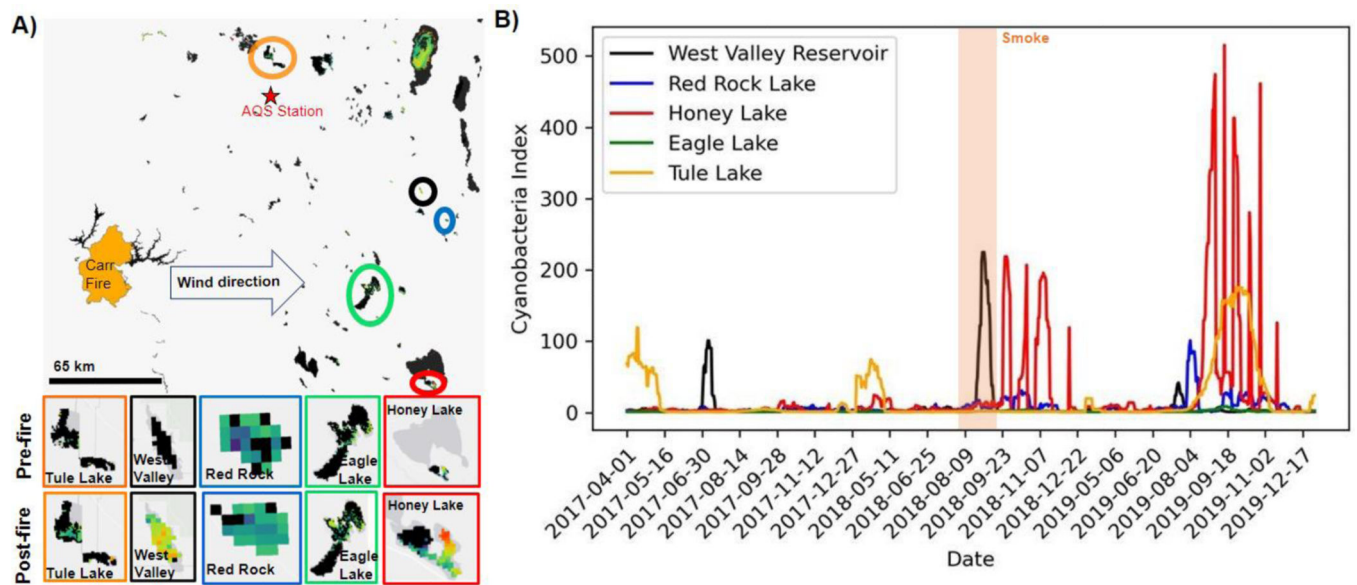 A)
AQS Station
Carr
Fire
Wind direction
65 km
Pre-fire
Tule Lake
West
Valley
Red Rock
Eagle
Lake
Honey Lake
Post-fire
Tule Lake
West
Valley
Red Rock
Eagle
Lake
Honey Lake
B)
Smoke
West Valley Reservoir
Red Rock Lake
Honey Lake
Eagle Lake
Tule Lake
Cyanobacteria Index
500
400
300
200
100
0
2017-04-01
2017-05-16
2017-06-30
2017-08-14
2017-09-28
2017-11-12
2017-12-27
2018-05-11
2018-06-25
2018-08-09
2018-09-23
2018-11-07
2018-12-22
2019-05-06
2019-06-20
2019-08-04
2019-09-18
2019-11-02
2019-12-17
Date